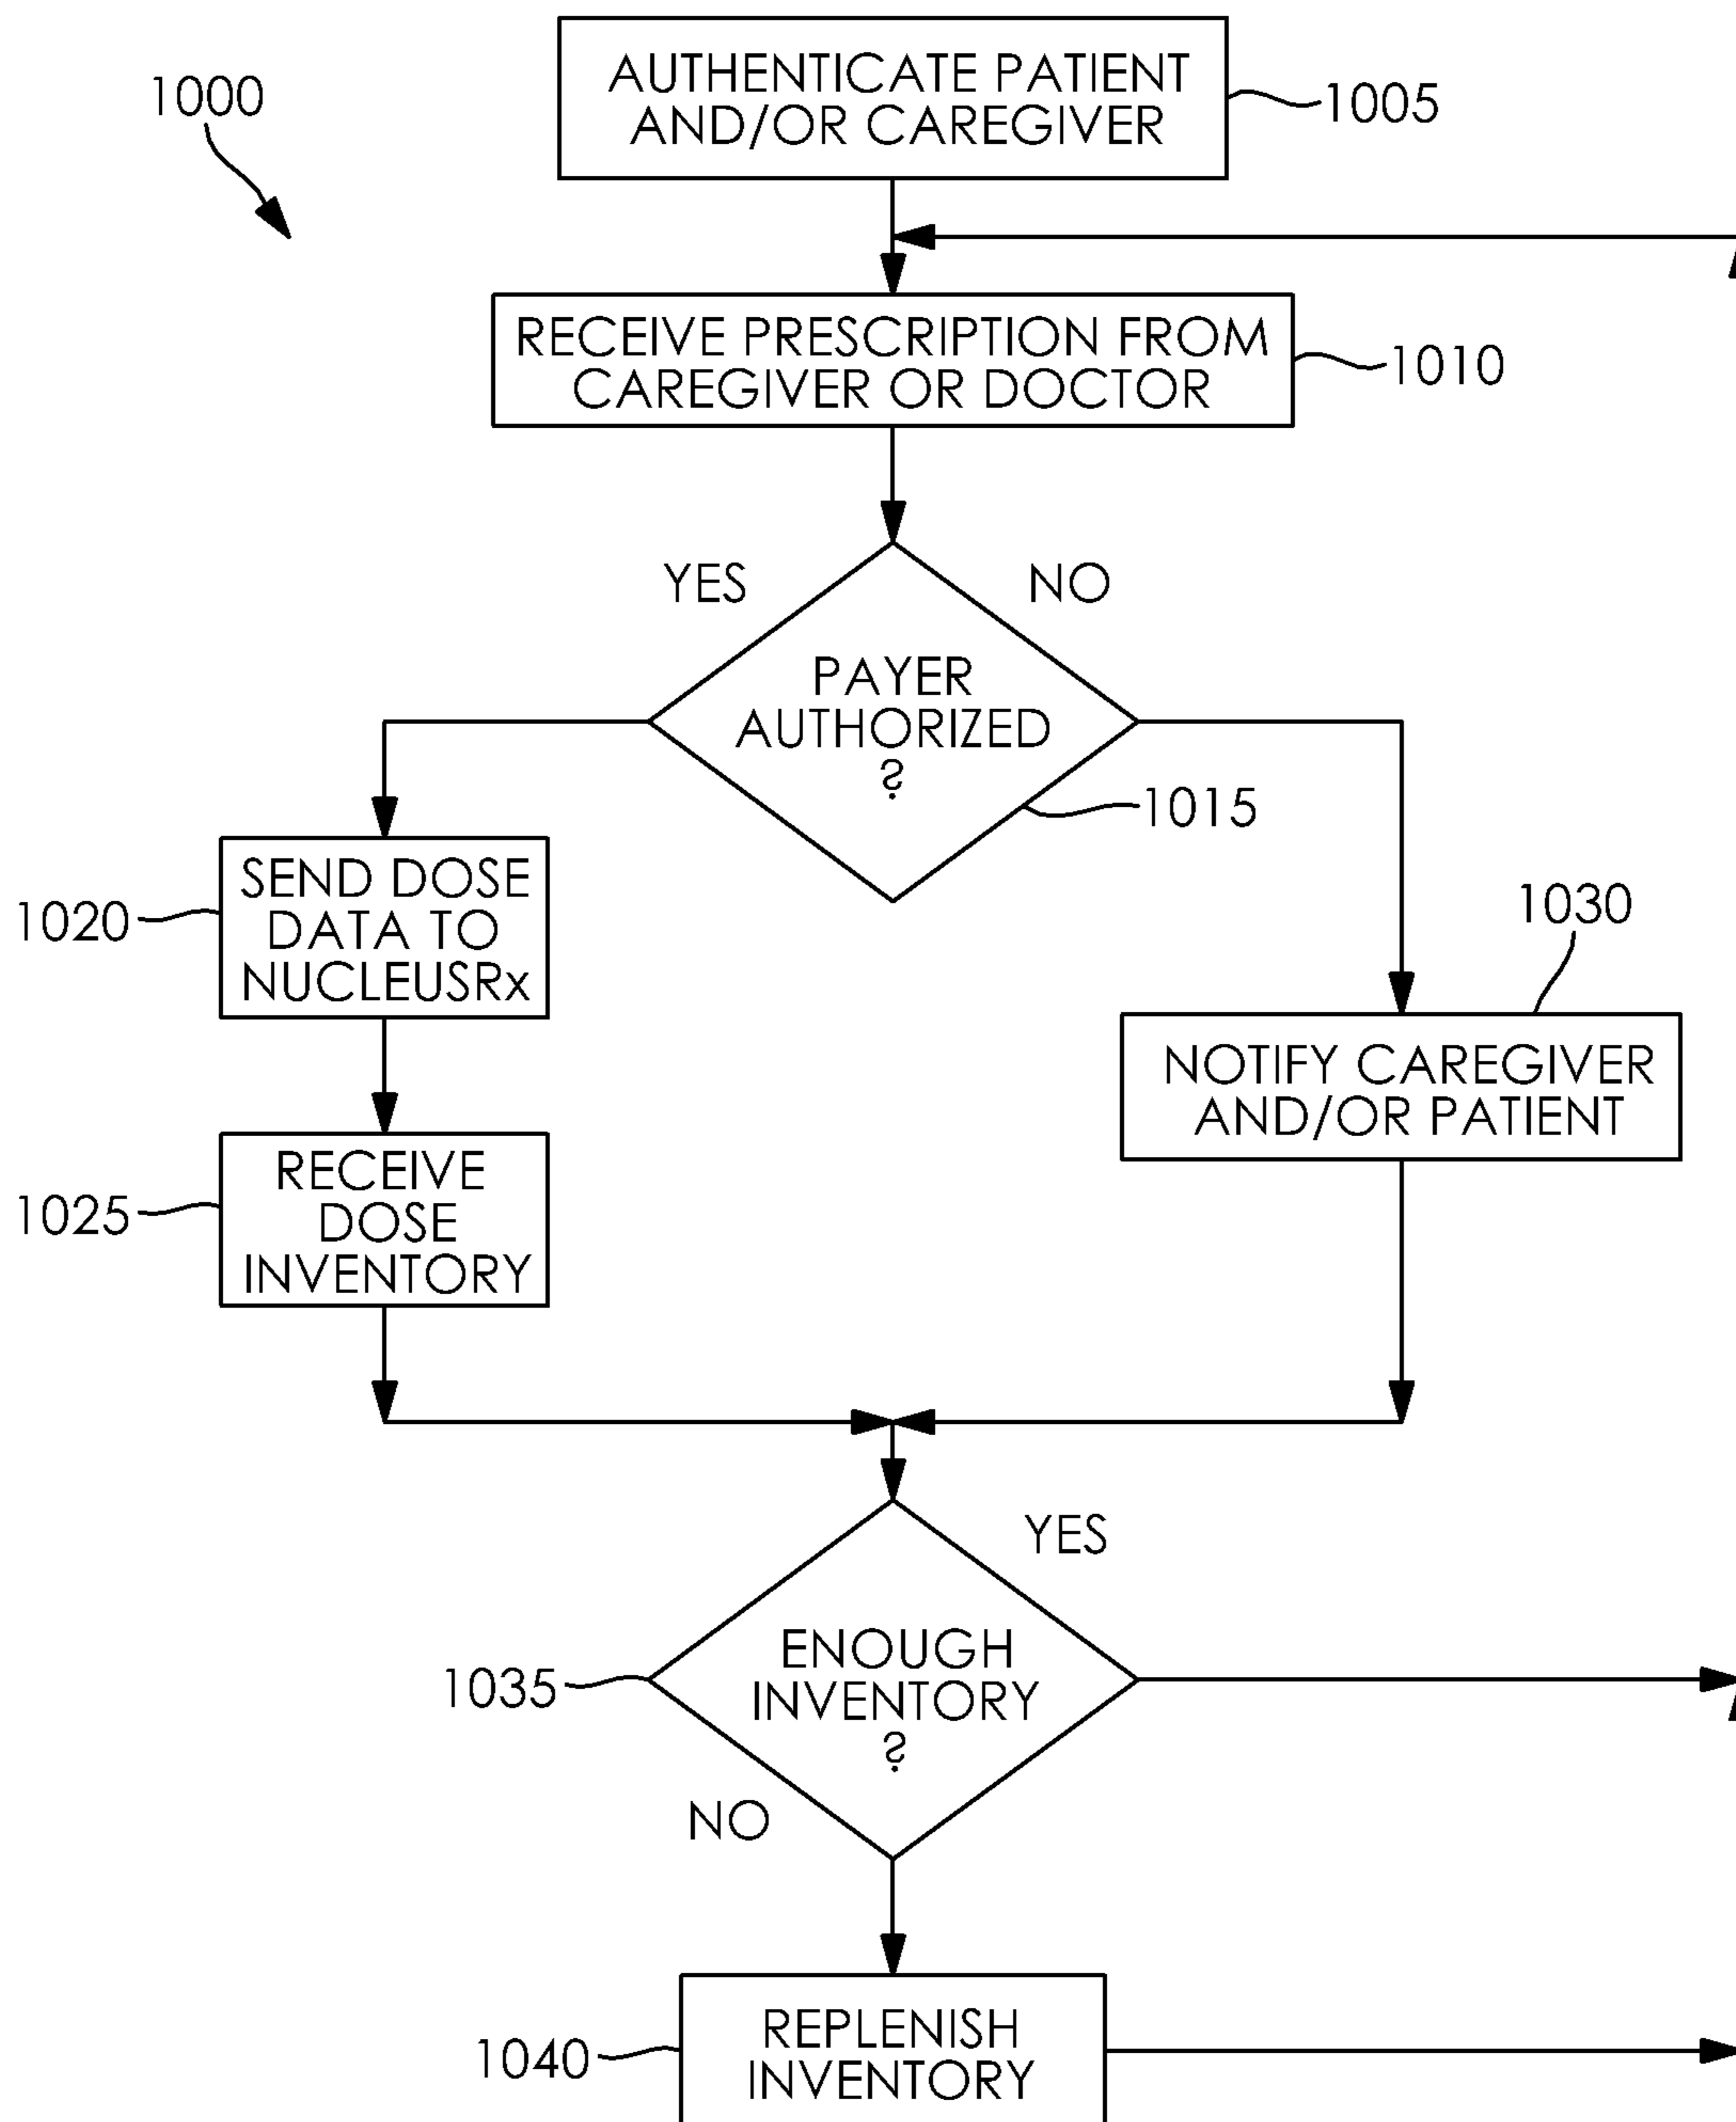 1000
AUTHENTICATE PATIENT
AND/OR CAREGIVER
1005
RECEIVE PRESCRIPTION FROM
CAREGIVER OR DOCTOR
1010
YES
NO
PAYER
AUTHORIZED
?
1015
1020
SEND DOSE
DATA TO
NUCLEUSRx
1030
NOTIFY CAREGIVER
AND/OR PATIENT
1025
RECEIVE
DOSE
INVENTORY
YES
1035
ENOUGH
INVENTORY
?
NO
1040
REPLENISH
INVENTORY